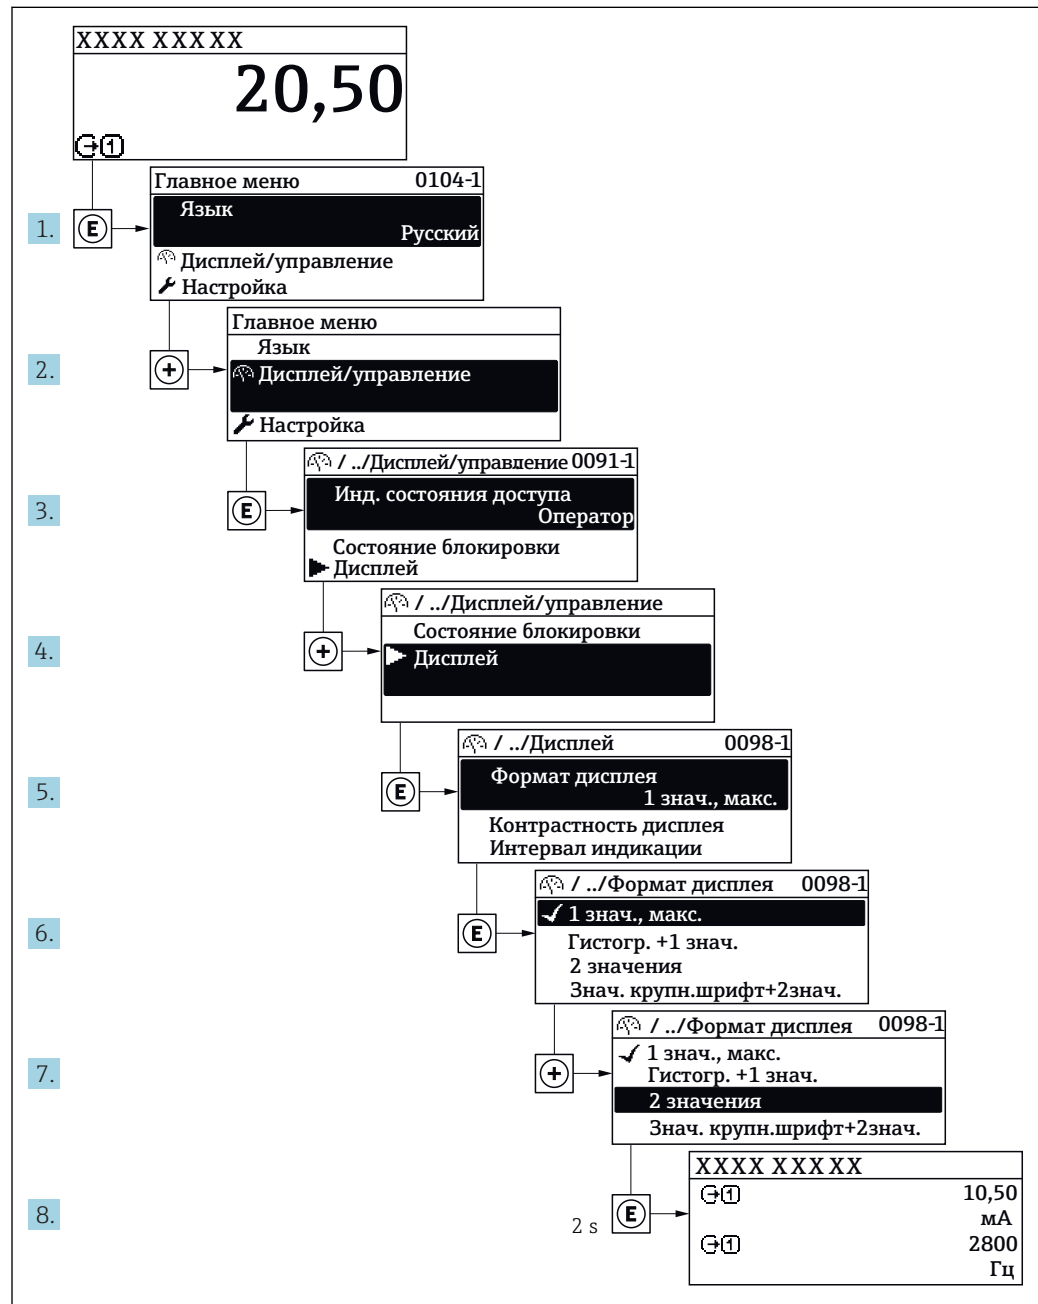 XXXX XXXXX
20,50
1
Главное меню 0104-1
Язык
Русский
Дисплей/управление
Настройка
1. E
Главное меню
Язык
Дисплей/управление
Настройка
2. +
/ ../Дисплей/управление 0091-1
Инд. состояния доступа
Оператор
Состояние блокировки
Дисплей
3. E
/ ../Дисплей/управление
Состояние блокировки
Дисплей
4. +
/ ../Дисплей 0098-1
Формат дисплея
1 знач., макс.
Контрастность дисплея
Интервал индикации
5. E
/ ../Формат дисплея 0098-1
1 знач., макс.
Гистогр. +1 знач.
2 значения
Знач. крупн.шрифт+2знач.
6. E
/ ../Формат дисплея 0098-1
1 знач., макс.
Гистогр. +1 знач.
2 значения
Знач. крупн.шрифт+2знач.
7. +
XXXX XXXXX
1 10,50
мА
1 2800
Гц
8. 2 s E